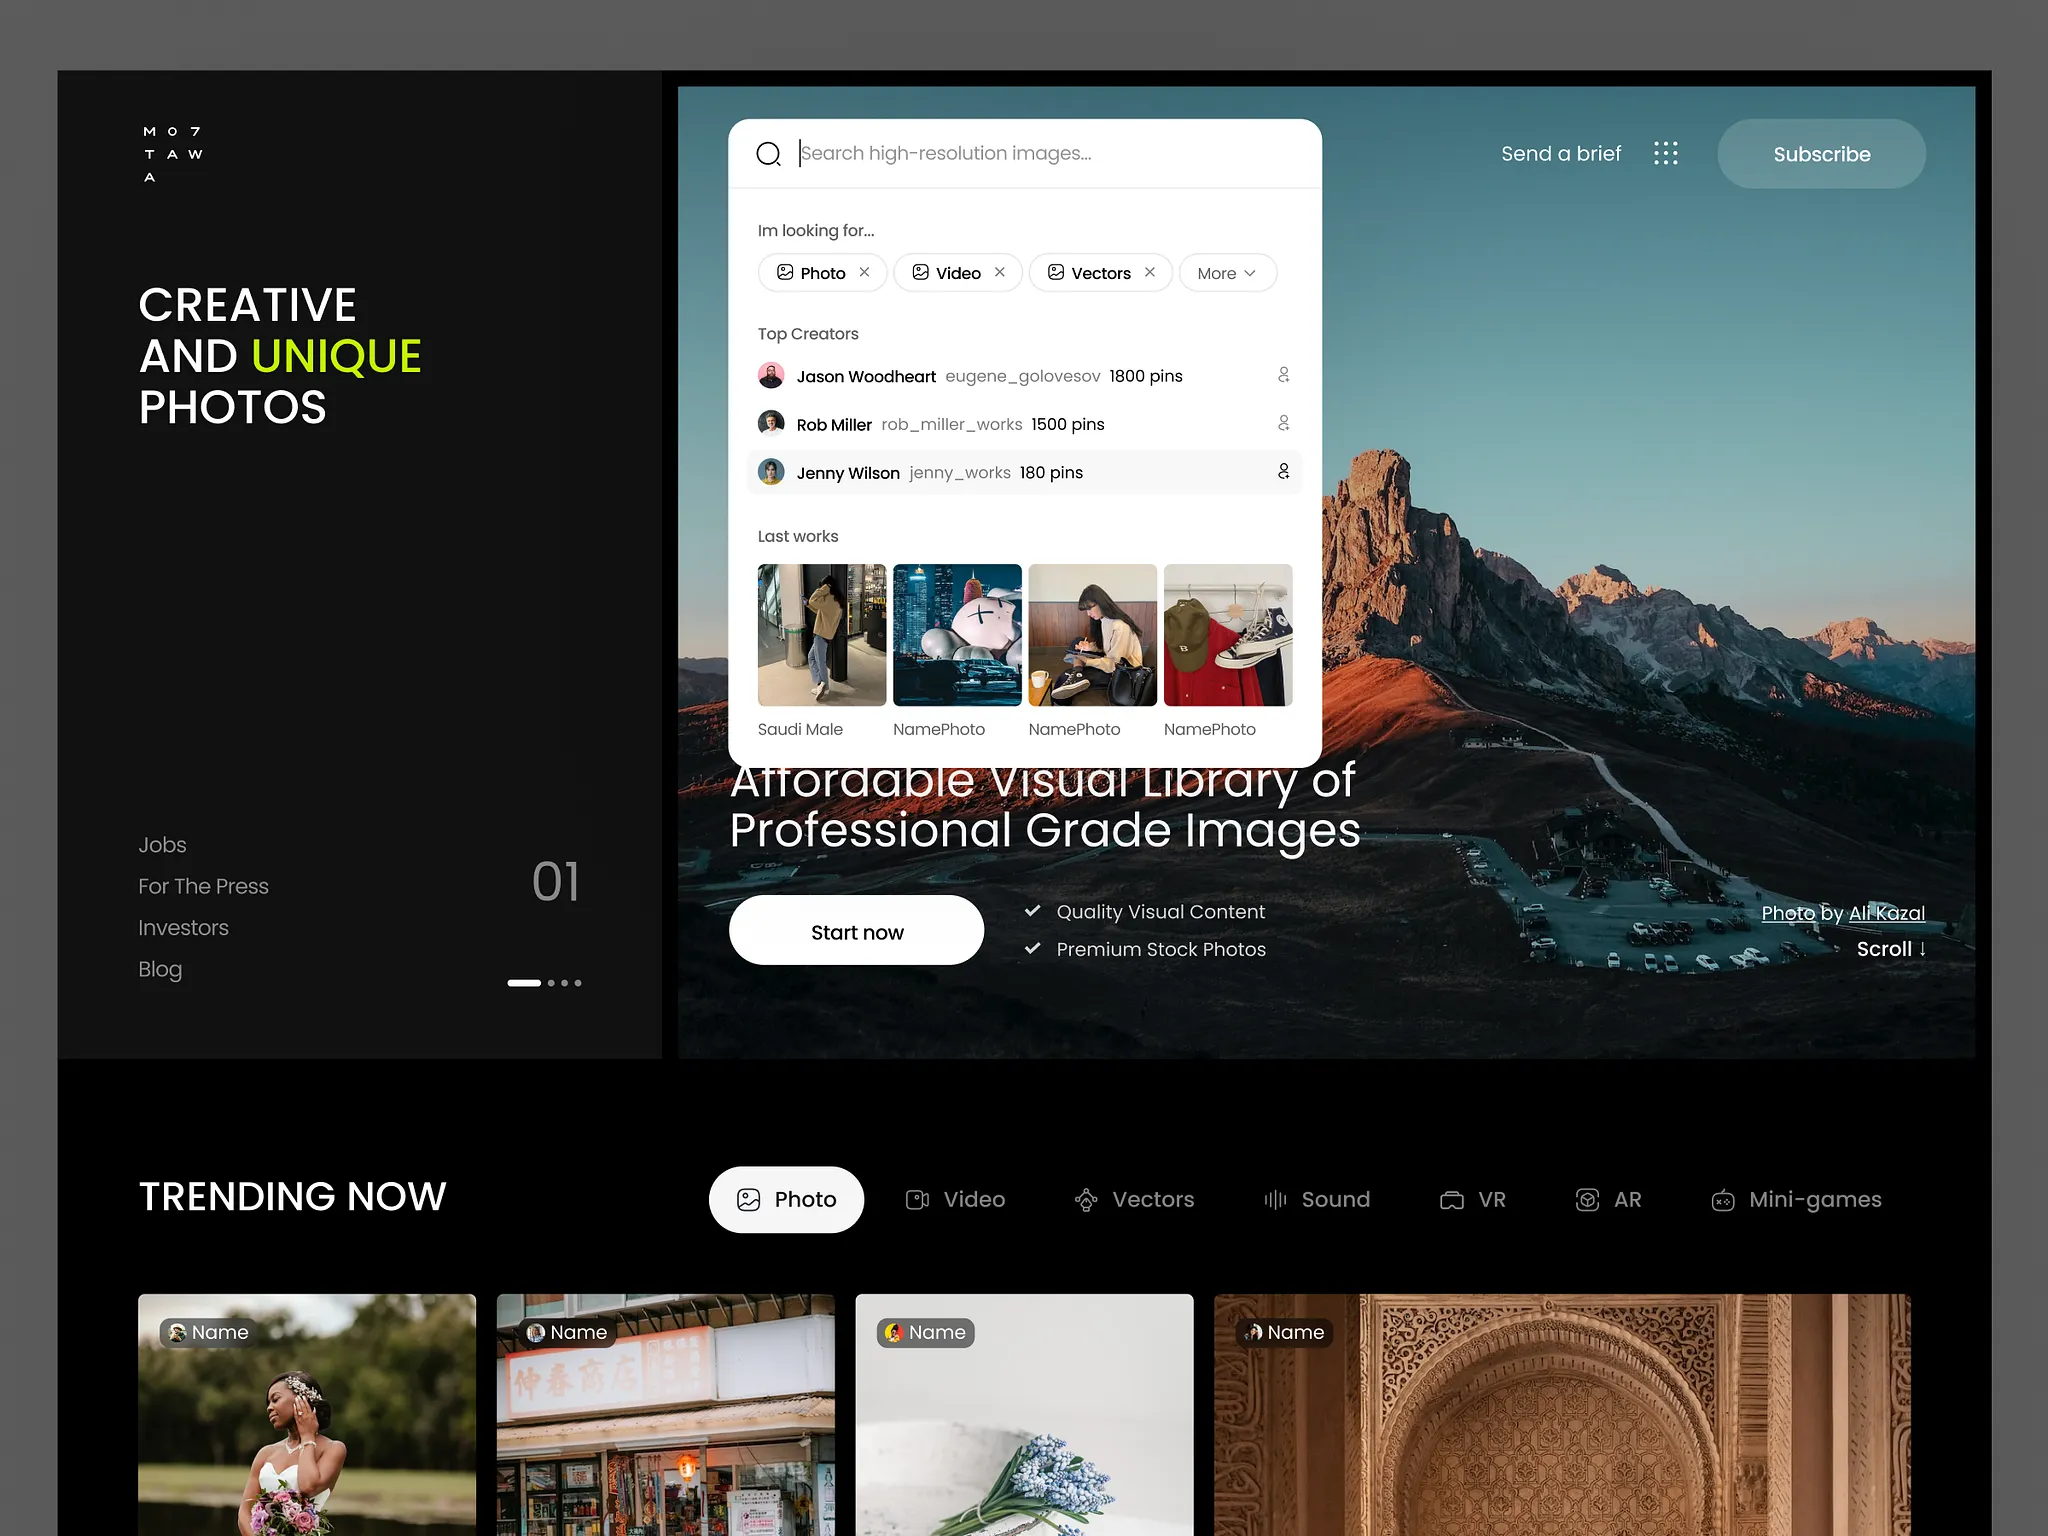 M O 7
T A W
A
CREATIVE
AND UNIQUE
PHOTOS
Jobs
For The Press
Investors
Blog
01
Search high-resolution images...
Send a brief
Subscribe
Im looking for...
Photo
Video
Vectors
More
Top Creators
Jason Woodheart eugene_golovesov 1800 pins
Rob Miller rob_miller_works 1500 pins
Jenny Wilson jenny_works 180 pins
Last works
B
Saudi Male
NamePhoto
NamePhoto
NamePhoto
Affordable Visual Library of
Professional Grade Images
Start now
Quality Visual Content
Premium Stock Photos
Photo by Ali Kazal
Scroll ↓
TRENDING NOW
Photo
Video
Vectors
Sound
VR
AR
Mini-games
Name
Name
Name
Name
伸春商店